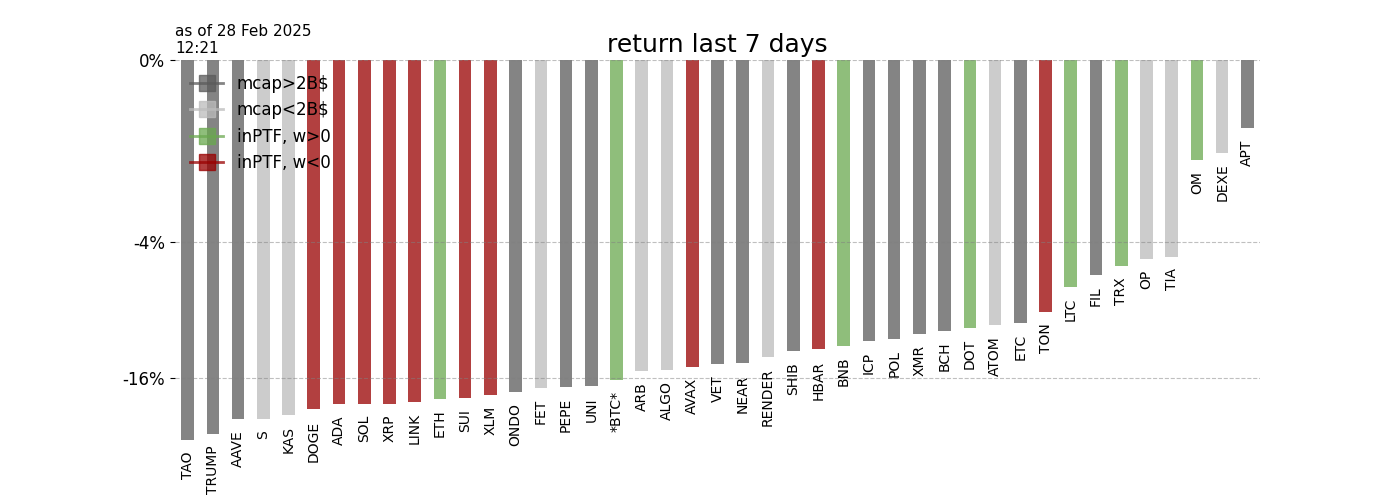 as of 28 Feb 2025
12:21
return last 7 days
0%
-4%
-16%
mcap>2B$
mcap<2B$
inPTF, w>0
inPTF, w<0
TAO
TRUMP
AAVE
S
KAS
DOGE
ADA
SOL
XRP
LINK
ETH
SUI
XLM
ONDO
FET
PEPE
UNI
*BTC*
ARB
ALGO
AVAX
VET
NEAR
RENDER
SHIB
HBAR
BNB
ICP
POL
XMR
BCH
DOT
ATOM
ETC
TON
LTC
FIL
TRX
OP
TIA
OM
DEXE
APT